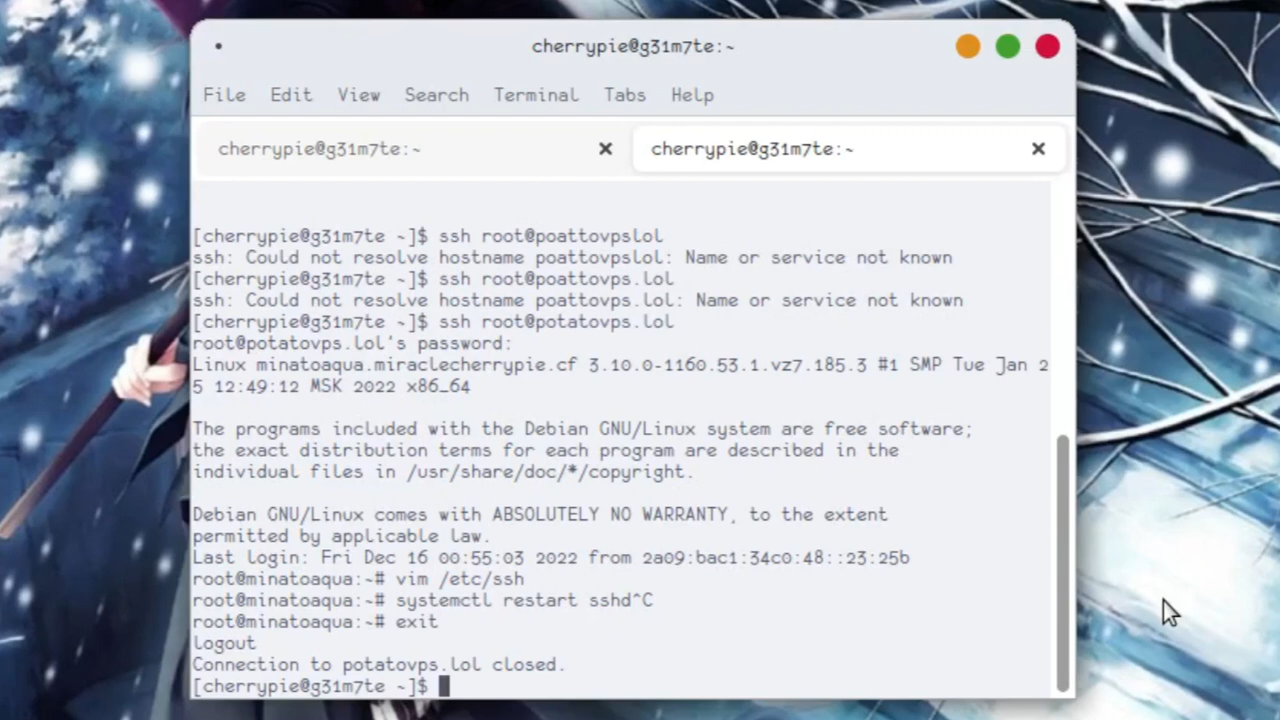 cherrypie@g31m7te:~
File Edit View Search Terminal Tabs Help
cherrypie@g31m7te:~ cherrypie@g31m7te:~
[cherrypie@g31m7te ~]$ ssh root@poattovpslol
ssh: Could not resolve hostname poattovpslol: Name or service not known
[cherrypie@g31m7te ~]$ ssh root@poattovps.lol
ssh: Could not resolve hostname poattovps.lol: Name or service not known
[cherrypie@g31m7te ~]$ ssh root@potatovps.lol
root@potatovps.lol's password:
Linux minatoaqua.miraclecherrypie.cf 3.10.0-1160.53.1.vz7.185.3 #1 SMP Tue Jan 2
5 12:49:12 MSK 2022 x86_64
The programs included with the Debian GNU/Linux system are free software;
the exact distribution terms for each program are described in the
individual files in /usr/share/doc/*/copyright.
Debian GNU/Linux comes with ABSOLUTELY NO WARRANTY, to the extent
permitted by applicable law.
Last login: Fri Dec 16 00:55:03 2022 from 2a09:bac1:34c0:48::23:25b
root@minatoaqua:~# vim /etc/ssh
root@minatoaqua:~# systemctl restart sshd^C
root@minatoaqua:~# exit
logout
Connection to potatovps.lol closed.
[cherrypie@g31m7te ~]$